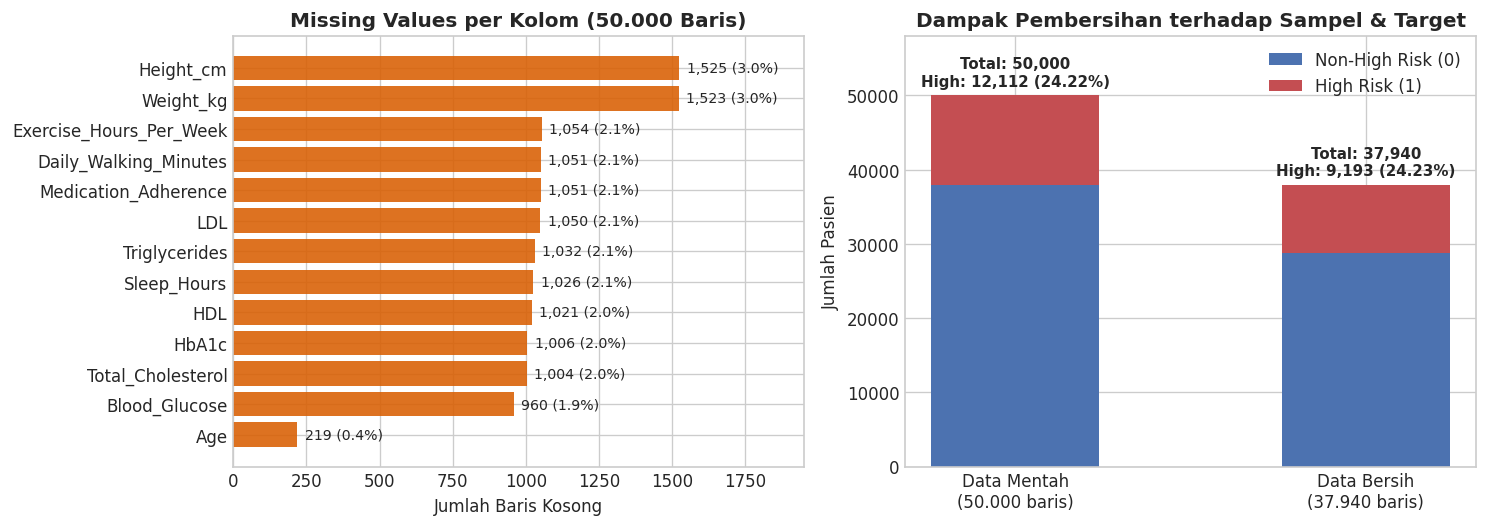 Missing Values per Kolom (50.000 Baris)
Height_cm
1,525 (3.0%)
Weight_kg
1,523 (3.0%)
Exercise_Hours_Per_Week
1,054 (2.1%)
Daily_Walking_Minutes
1,051 (2.1%)
Medication_Adherence
1,051 (2.1%)
LDL
1,050 (2.1%)
Triglycerides
1,032 (2.1%)
Sleep_Hours
1,026 (2.1%)
HDL
1,021 (2.0%)
HbA1c
1,006 (2.0%)
Total_Cholesterol
1,004 (2.0%)
Blood_Glucose
960 (1.9%)
Age
219 (0.4%)
0 250 500 750 1000 1250 1500 1750
Jumlah Baris Kosong
Dampak Pembersihan terhadap Sampel & Target
Non-High Risk (0)
High Risk (1)
Total: 50,000
High: 12,112 (24.22%)
Total: 37,940
High: 9,193 (24.23%)
Jumlah Pasien
50000
40000
30000
20000
10000
0
Data Mentah
(50.000 baris)
Data Bersih
(37.940 baris)